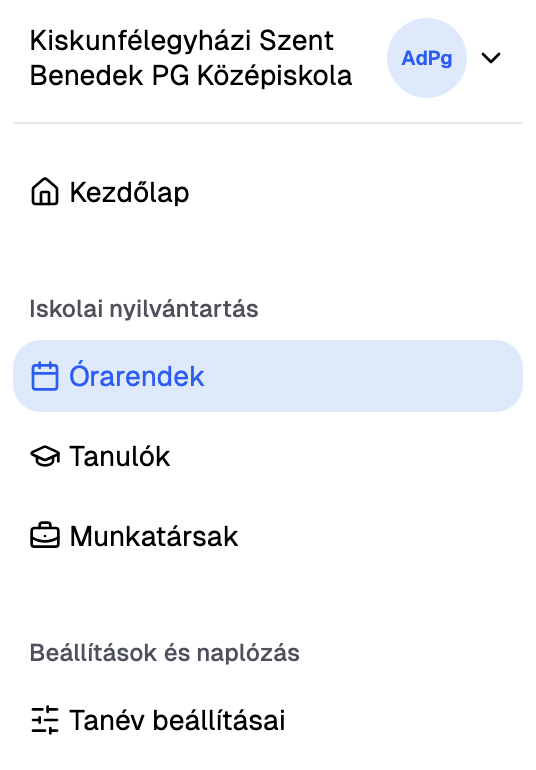 Kiskunfélegyházi Szent
Benedek PG Középiskola
AdPg
Kezdőlap
Iskolai nyilvántartás
Órarendek
Tanulók
Munkatársak
Beállítások és naplózás
Tanév beállításai